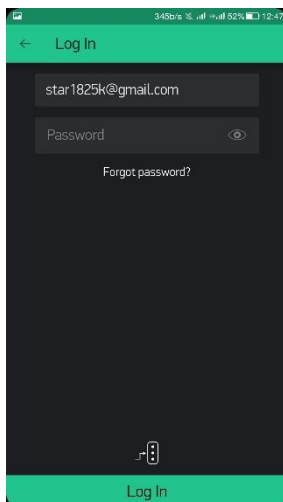 345b/s 52% 12:47
Log In
star1825k@gmail.com
Password
Forgot password?
Log In